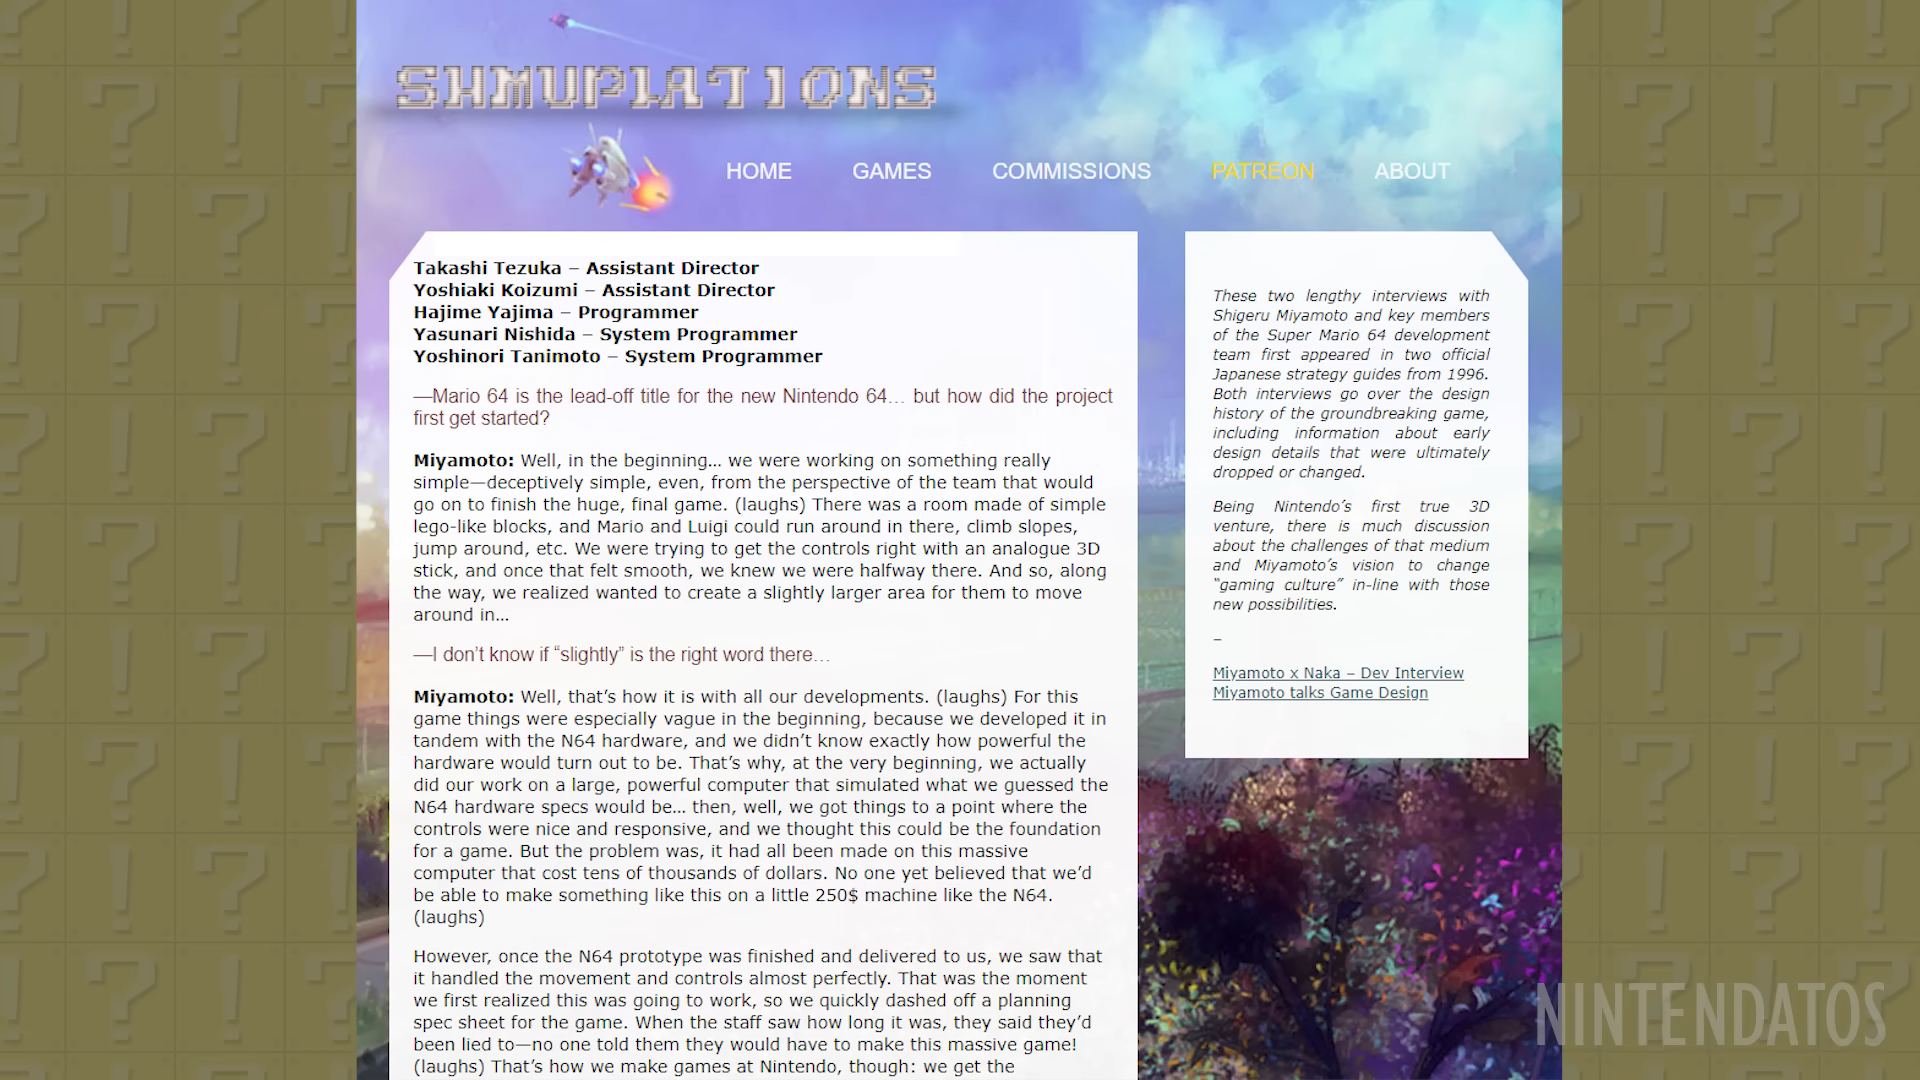 SHMUPLATIONS
HOME GAMES COMMISSIONS PATREON ABOUT
Takashi Tezuka – Assistant Director
Yoshiaki Koizumi – Assistant Director
Hajime Yajima – Programmer
Yasunari Nishida – System Programmer
Yoshinori Tanimoto – System Programmer
—Mario 64 is the lead-off title for the new Nintendo 64… but how did the project
first get started?
Miyamoto: Well, in the beginning… we were working on something really
simple—deceptively simple, even, from the perspective of the team that would
go on to finish the huge, final game. (laughs) There was a room made of simple
lego-like blocks, and Mario and Luigi could run around in there, climb slopes,
jump around, etc. We were trying to get the controls right with an analogue 3D
stick, and once that felt smooth, we knew we were halfway there. And so, along
the way, we realized wanted to create a slightly larger area for them to move
around in…
—I don’t know if “slightly” is the right word there…
Miyamoto: Well, that’s how it is with all our developments. (laughs) For this
game things were especially vague in the beginning, because we developed it in
tandem with the N64 hardware, and we didn’t know exactly how powerful the
hardware would turn out to be. That’s why, at the very beginning, we actually
did our work on a large, powerful computer that simulated what we guessed the
N64 hardware specs would be… then, well, we got things to a point where the
controls were nice and responsive, and we thought this could be the foundation
for a game. But the problem was, it had all been made on this massive
computer that cost tens of thousands of dollars. No one yet believed that we’d
be able to make something like this on a little 250$ machine like the N64.
(laughs)
However, once the N64 prototype was finished and delivered to us, we saw that
it handled the movement and controls almost perfectly. That was the moment
we first realized this was going to work, so we quickly dashed off a planning
spec sheet for the game. When the staff saw how long it was, they said they’d
been lied to—no one told them they would have to make this massive game!
(laughs) That’s how we make games at Nintendo, though: we get the
These two lengthy interviews with
Shigeru Miyamoto and key members
of the Super Mario 64 development
team first appeared in two official
Japanese strategy guides from 1996.
Both interviews go over the design
history of the groundbreaking game,
including information about early
design details that were ultimately
dropped or changed.
Being Nintendo’s first true 3D
venture, there is much discussion
about the challenges of that medium
and Miyamoto’s vision to change
“gaming culture” in-line with those
new possibilities.
–
Miyamoto x Naka – Dev Interview
Miyamoto talks Game Design
NINTENDATOS